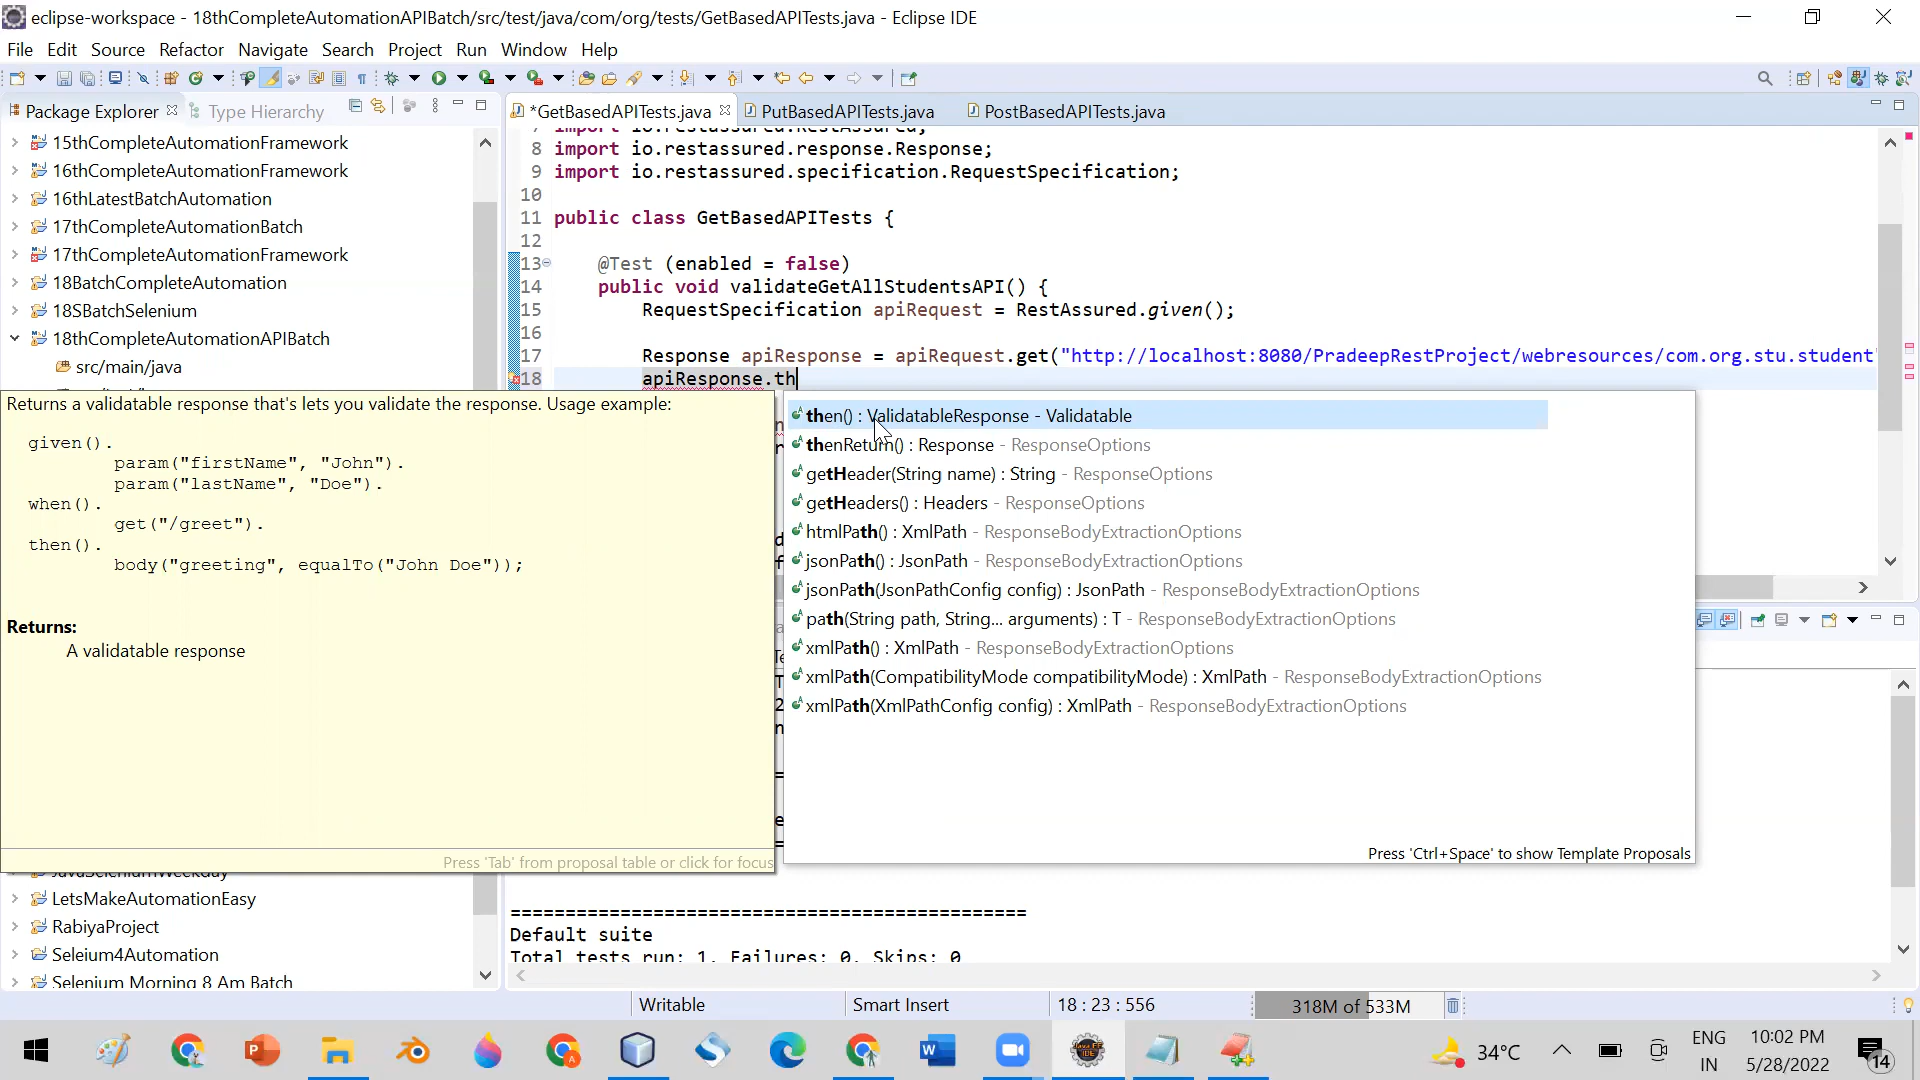 eclipse-workspace - 18thCompleteAutomationAPIBatch/src/test/java/com/org/tests/GetBasedAPITests.java - Eclipse IDE
File Edit Source Refactor Navigate Search Project Run Window Help
Package Explorer Type Hierarchy
*GetBasedAPITests.java PutBasedAPITests.java PostBasedAPITests.java
15thCompleteAutomationFramework
16thCompleteAutomationFramework
16thLatestBatchAutomation
17thCompleteAutomationBatch
17thCompleteAutomationFramework
18BatchCompleteAutomation
18SBatchSelenium
18thCompleteAutomationAPIBatch
src/main/java
7 import io.restassured.RestAssured;
8 import io.restassured.response.Response;
9 import io.restassured.specification.RequestSpecification;
10
11 public class GetBasedAPITests {
12
13 @Test (enabled = false)
14 public void validateGetAllStudentsAPI() {
15 RequestSpecification apiRequest = RestAssured.given();
16
17 Response apiResponse = apiRequest.get("http://localhost:8080/PradeepRestProject/webresources/com.org.stu.student"
18 apiResponse.th
Returns a validatable response that's lets you validate the response. Usage example:
given().
param("firstName", "John").
param("lastName", "Doe").
when().
get("/greet").
then().
body("greeting", equalTo("John Doe"));
Returns:
A validatable response
Press 'Tab' from proposal table or click for focus
then() : ValidatableResponse - Validatable
thenReturn() : Response - ResponseOptions
getHeader(String name) : String - ResponseOptions
getHeaders() : Headers - ResponseOptions
htmlPath() : XmlPath - ResponseBodyExtractionOptions
jsonPath() : JsonPath - ResponseBodyExtractionOptions
jsonPath(JsonPathConfig config) : JsonPath - ResponseBodyExtractionOptions
path(String path, String... arguments) : T - ResponseBodyExtractionOptions
xmlPath() : XmlPath - ResponseBodyExtractionOptions
xmlPath(CompatibilityMode compatibilityMode) : XmlPath - ResponseBodyExtractionOptions
xmlPath(XmlPathConfig config) : XmlPath - ResponseBodyExtractionOptions
Press 'Ctrl+Space' to show Template Proposals
JavaSeleniumWeekday
LetsMakeAutomationEasy
RabiyaProject
Seleium4Automation
Selenium Morning 8 Am Batch
===============================================
Default suite
Total tests run: 1, Failures: 0, Skips: 0
Writable Smart Insert 18 : 23 : 556 318M of 533M
34°C ENG IN 10:02 PM 5/28/2022 14